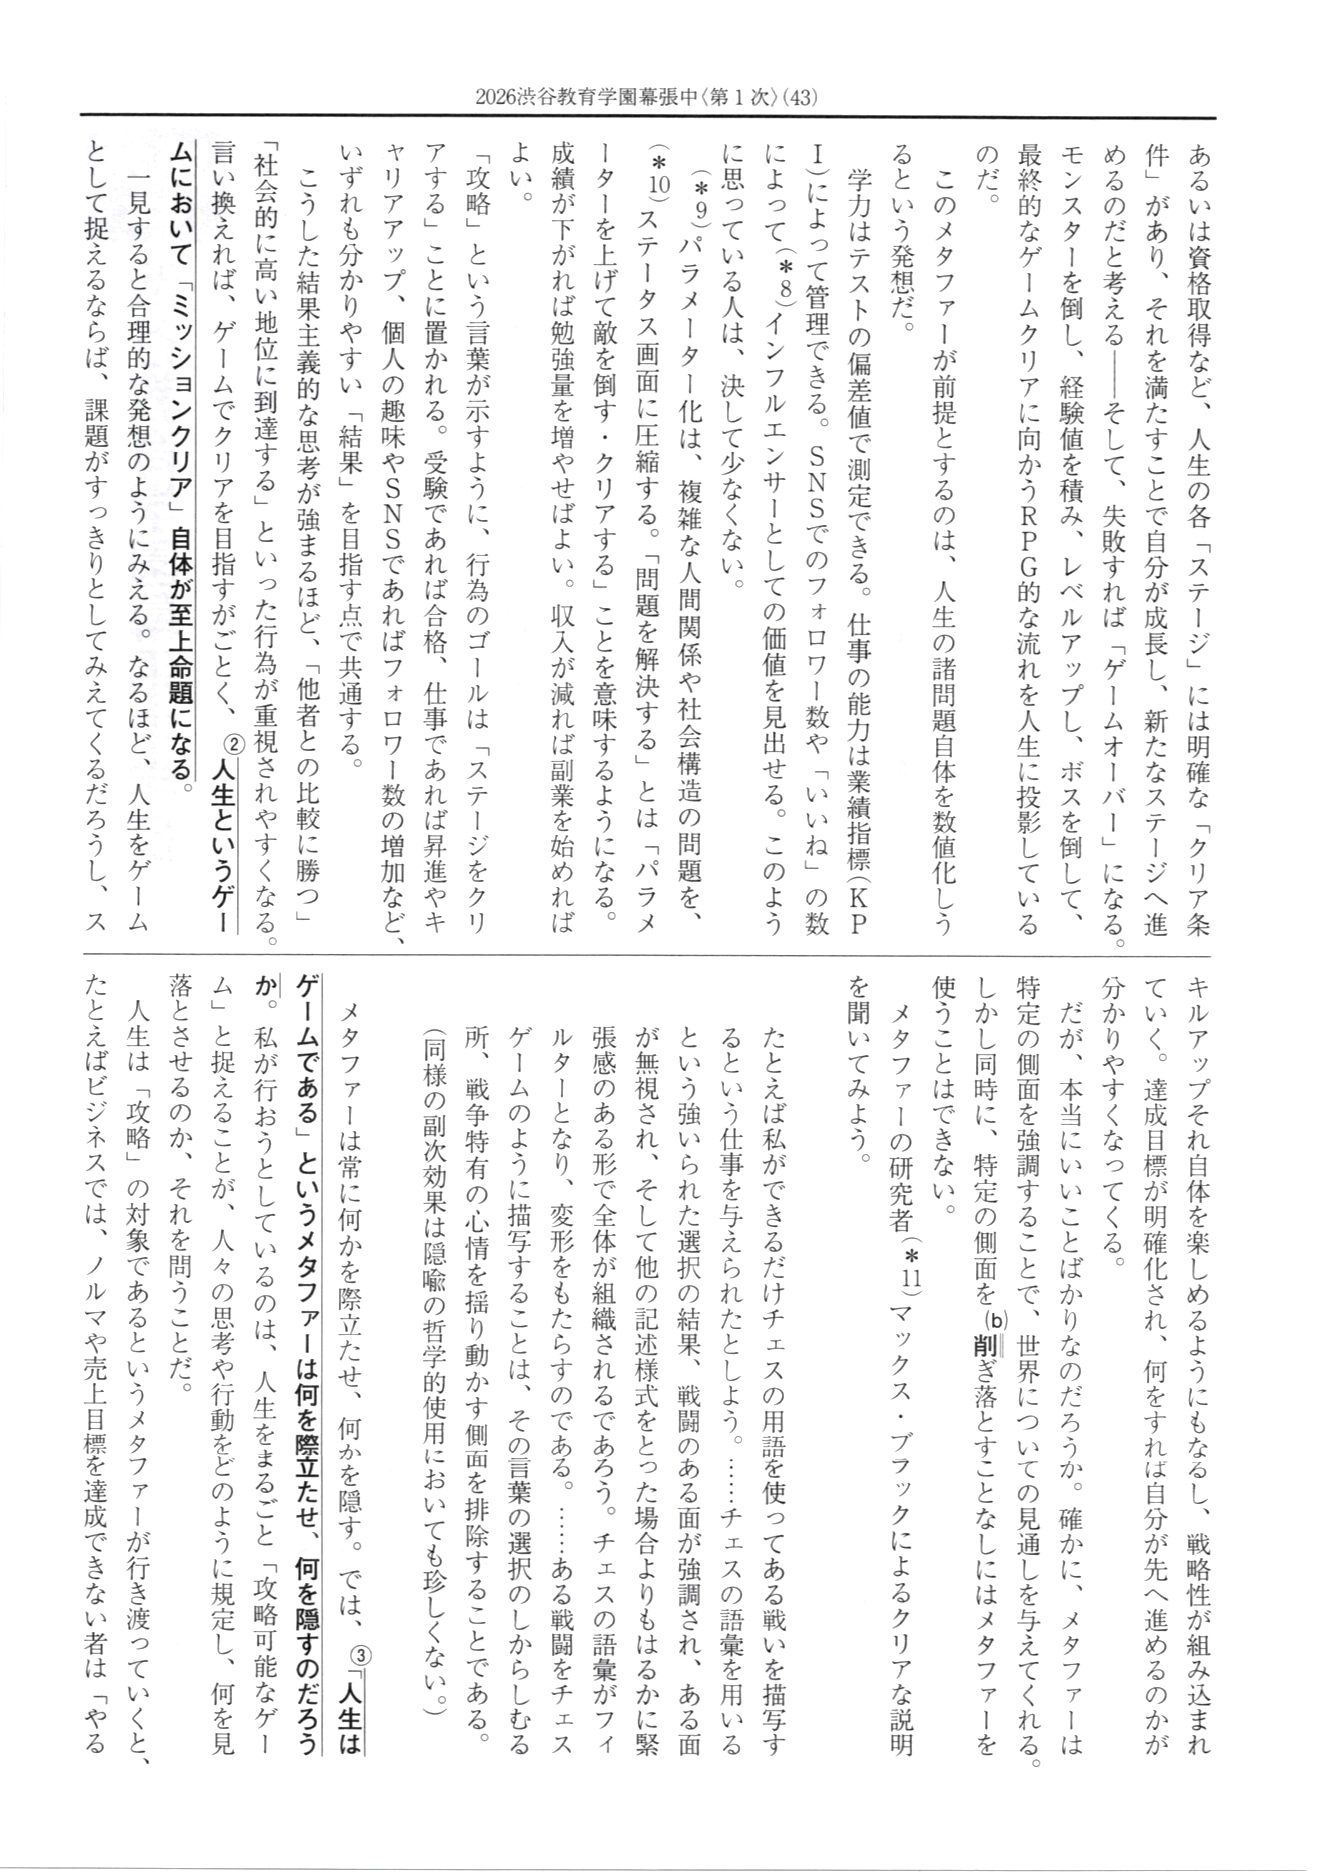 2026渋谷教育学園幕張中〈第1次〉(43)
あるいは資格取得など、人生の各「ステージ」には明確な「クリア条
件」があり、それを満たすことで自分が成長し、新たなステージへ進
めるのだと考える――そして、失敗すれば「ゲームオーバー」になる。
モンスターを倒し、経験値を積み、レベルアップし、ボスを倒して、
最終的なゲームクリアに向かうRPG的な流れを人生に投影している
のだ。
このメタファーが前提とするのは、人生の諸問題自体を数値化しう
るという発想だ。
学力はテストの偏差値で測定できる。仕事の能力は業績指標(KP
I)によって管理できる。SNSでのフォロワー数や「いいね」の数
によって(*8)インフルエンサーとしての価値を見出せる。このよう
に思っている人は、決して少なくない。
(*9)パラメーター化は、複雑な人間関係や社会構造の問題を、
(*10)ステータス画面に圧縮する。「問題を解決する」とは「パラメ
ーターを上げて敵を倒す・クリアする」ことを意味するようになる。
成績が下がれば勉強量を増やせばよい。収入が減れば副業を始めれば
よい。
「攻略」という言葉が示すように、行為のゴールは「ステージをクリ
アする」ことに置かれる。受験であれば合格、仕事であれば昇進やキ
ャリアアップ、個人の趣味やSNSであればフォロワー数の増加など、
いずれも分かりやすい「結果」を目指す点で共通する。
こうした結果主義的な思考が強まるほど、「他者との比較に勝つ」
「社会的に高い地位に到達する」といった行為が重視されやすくなる。
言い換えれば、ゲームでクリアを目指すがごとく、②人生というゲー
ムにおいて「ミッションクリア」自体が至上命題になる。
一見すると合理的な発想のようにみえる。なるほど、人生をゲーム
として捉えるならば、課題がすっきりとしてみえてくるだろうし、ス
キルアップそれ自体を楽しめるようにもなるし、戦略性が組み込まれ
ていく。達成目標が明確化され、何をすれば自分が先へ進めるのかが
分かりやすくなってくる。
だが、本当にいいことばかりなのだろうか。確かに、メタファーは
特定の側面を強調することで、世界についての見通しを与えてくれる。
しかし同時に、特定の側面を(b)削ぎ落とすことなしにはメタファーを
使うことはできない。
メタファーの研究者(*11)マックス・ブラックによるクリアな説明
を聞いてみよう。
たとえば私ができるだけチェスの用語を使ってある戦いを描写す
るという仕事を与えられたとしよう。……チェスの語彙を用いる
という強いられた選択の結果、戦闘のある面が強調され、ある面
が無視され、そして他の記述様式をとった場合よりもはるかに緊
張感のある形で全体が組織されるであろう。チェスの語彙がフィ
ルターとなり、変形をもたらすのである。……ある戦闘をチェス
ゲームのように描写することは、その言葉の選択のしからしむる
所、戦争特有の心情を揺り動かす側面を排除することである。
(同様の副次効果は隠喩の哲学的使用においても珍しくない。)
メタファーは常に何かを際立たせ、何かを隠す。では、③「人生は
ゲームである」というメタファーは何を際立たせ、何を隠すのだろう
か。私が行おうとしているのは、人生をまるごと「攻略可能なゲー
ム」と捉えることが、人々の思考や行動をどのように規定し、何を見
落とさせるのか、それを問うことだ。
人生は「攻略」の対象であるというメタファーが行き渡っていくと、
たとえばビジネスでは、ノルマや売上目標を達成できない者は「やる